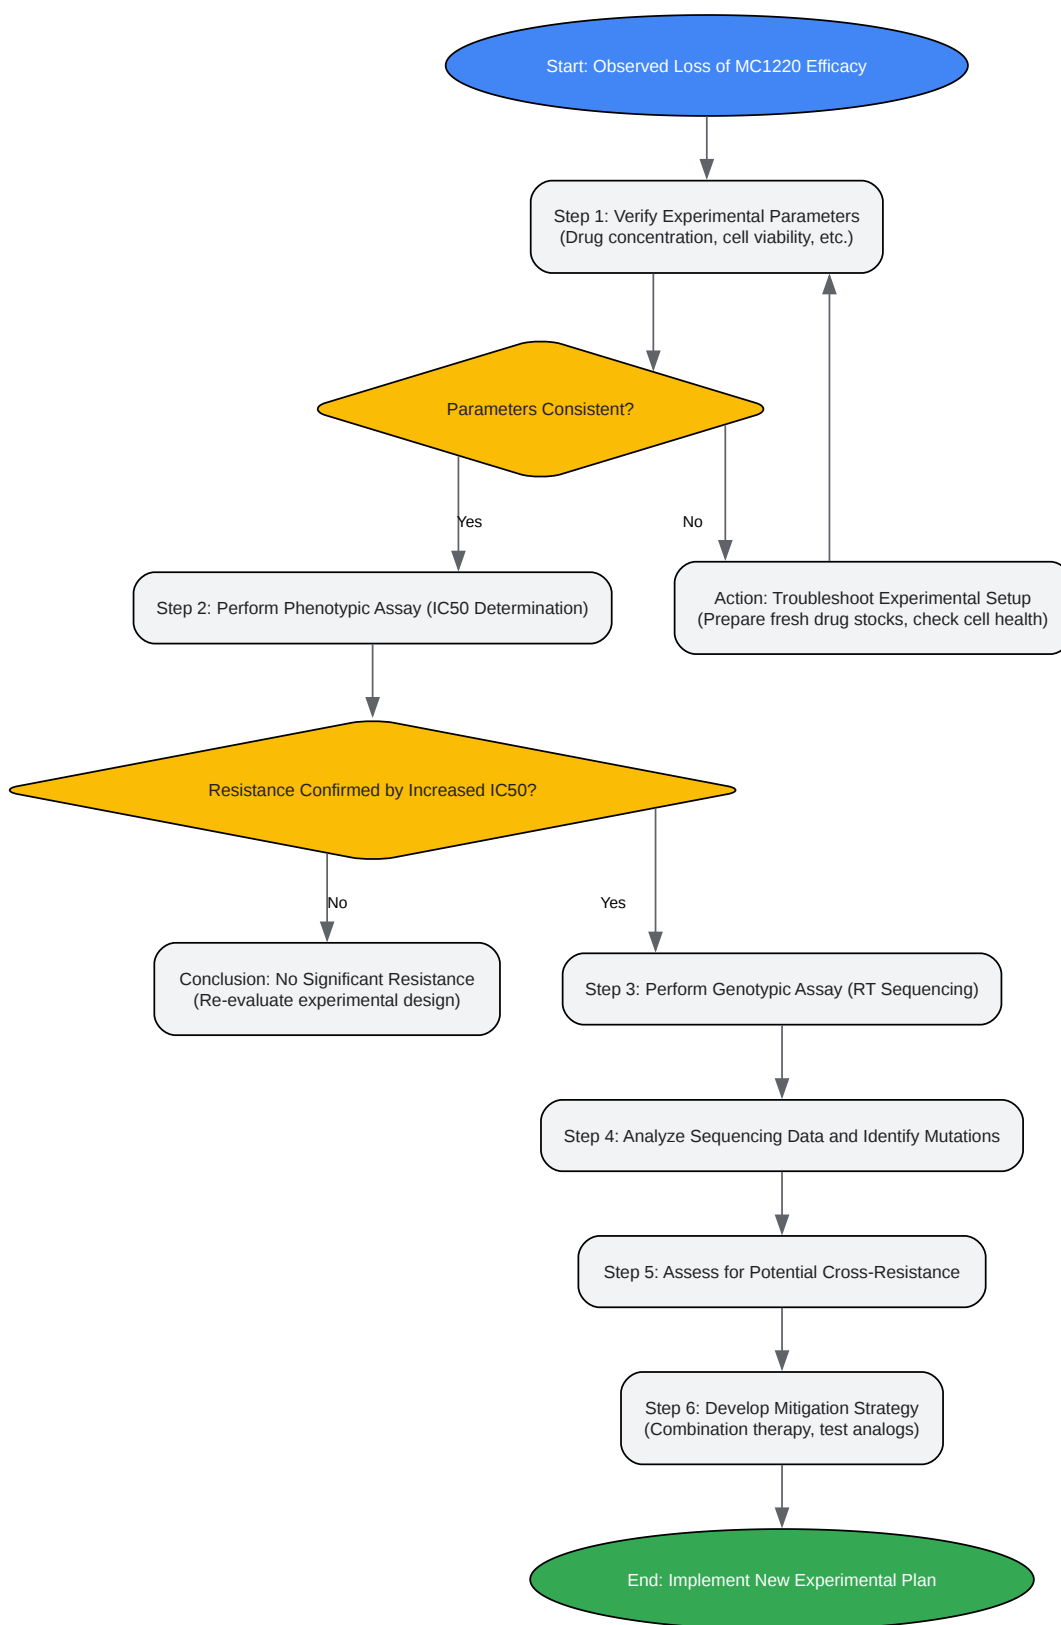 Start: Observed Loss of MC1220 Efficacy
Step 1: Verify Experimental Parameters
(Drug concentration, cell viability, etc.)
Parameters Consistent?
Yes
No
Step 2: Perform Phenotypic Assay (IC50 Determination)
Action: Troubleshoot Experimental Setup
(Prepare fresh drug stocks, check cell health)
Resistance Confirmed by Increased IC50?
No
Yes
Conclusion: No Significant Resistance
(Re-evaluate experimental design)
Step 3: Perform Genotypic Assay (RT Sequencing)
Step 4: Analyze Sequencing Data and Identify Mutations
Step 5: Assess for Potential Cross-Resistance
Step 6: Develop Mitigation Strategy
(Combination therapy, test analogs)
End: Implement New Experimental Plan